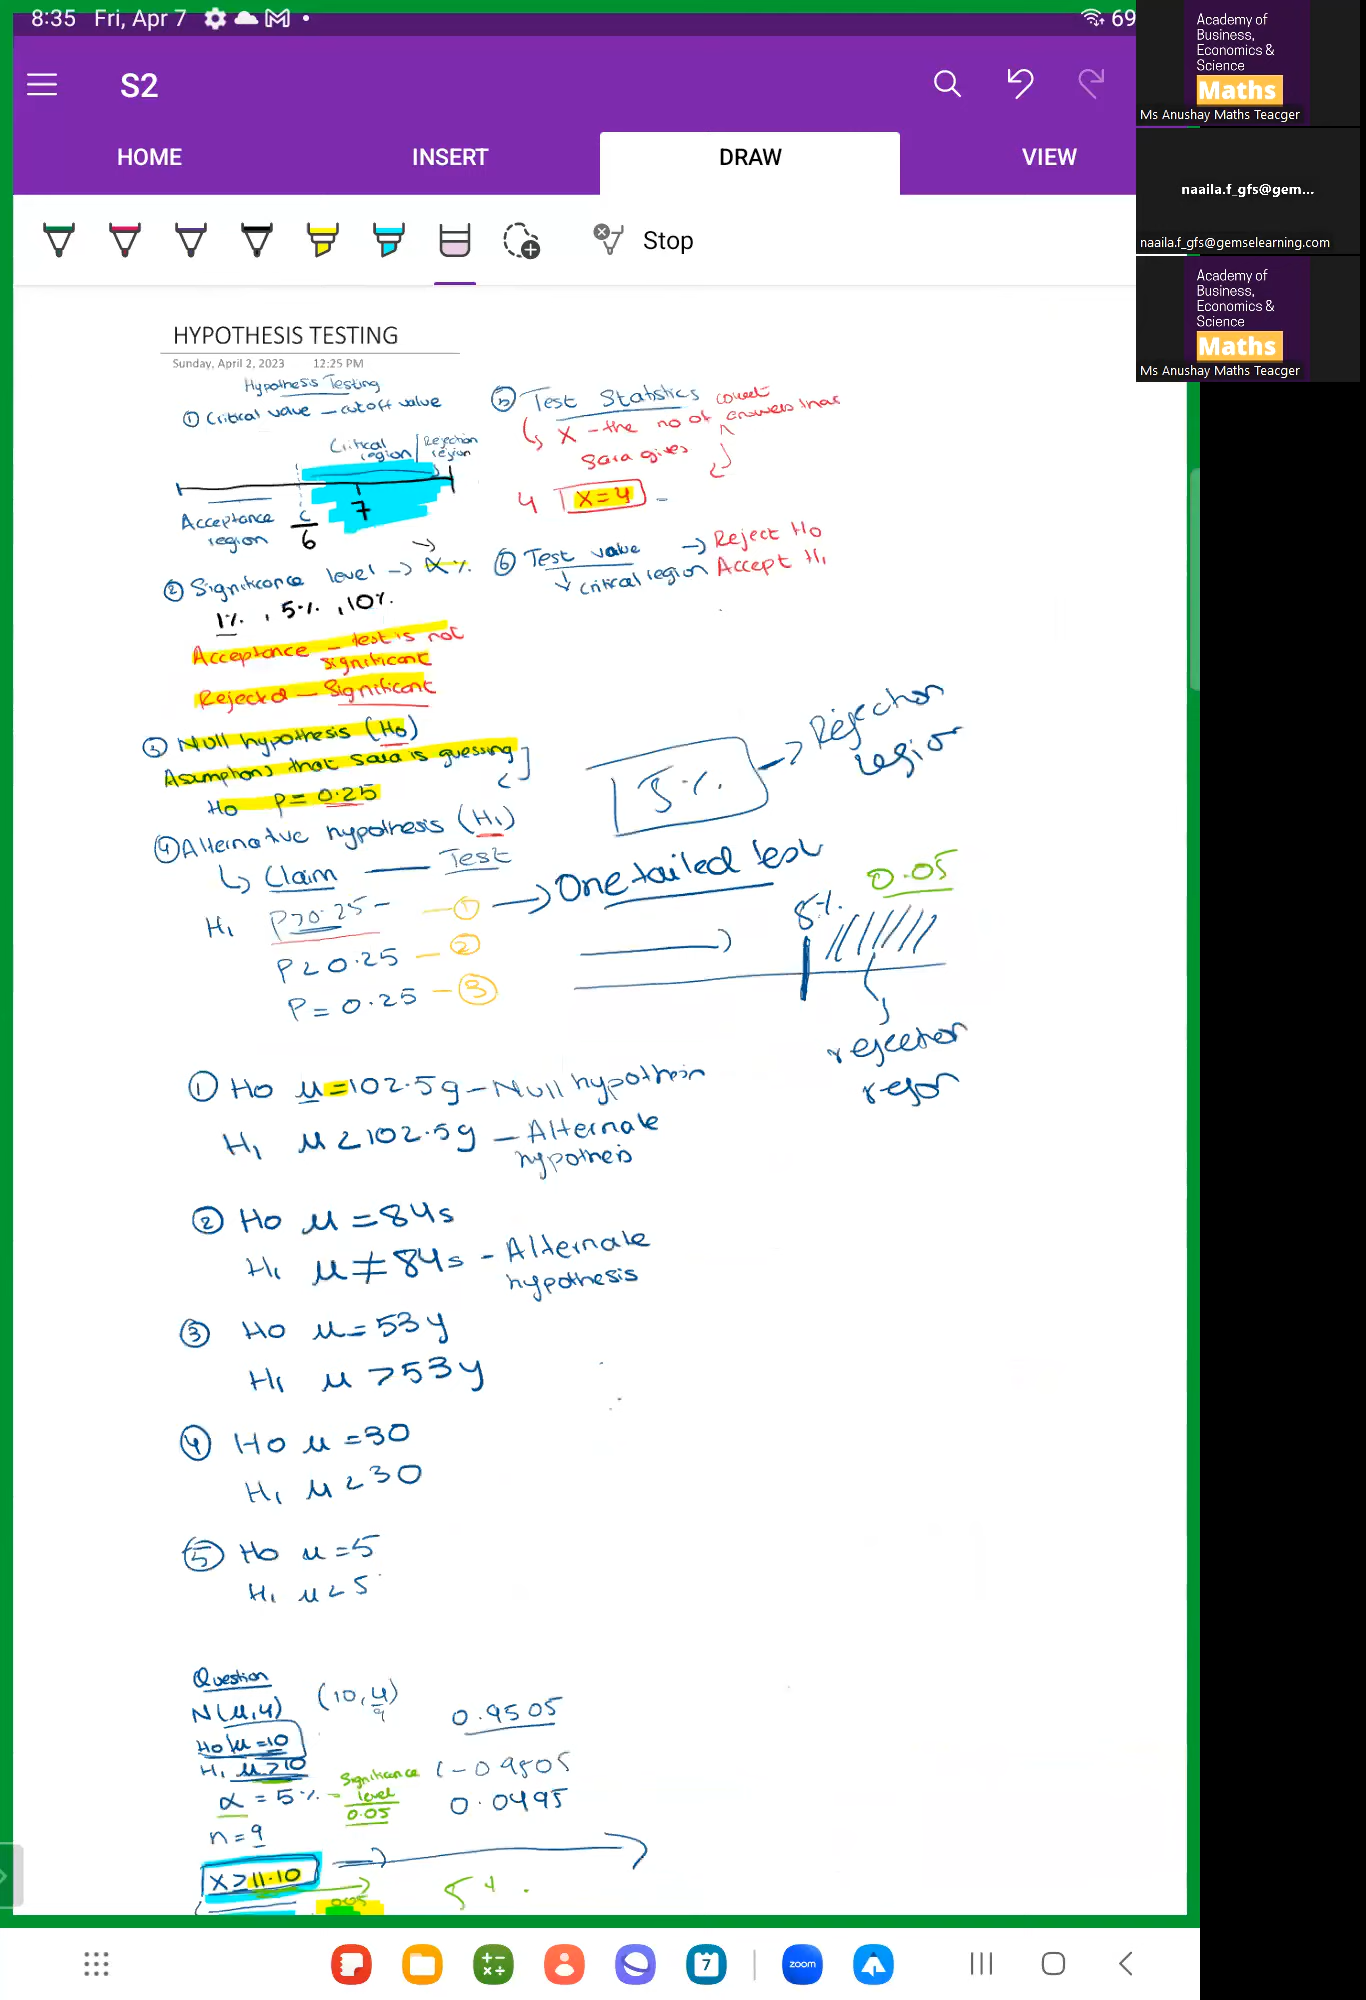 8:35 Fri, Apr 7
69
S2
HOME INSERT DRAW VIEW
Stop
Academy of
Business,
Economics &
Science
Maths
Ms Anushay Maths Teacger
naaila.f_gfs@gem...
naaila.f_gfs@gemselearning.com
Academy of
Business,
Economics &
Science
Maths
Ms Anushay Maths Teacger
HYPOTHESIS TESTING
Sunday, April 2, 2023 12:25 PM
Hypothesis Testing
① Critical value – cutoff value
Critical region
Rejection region
Acceptance region
c
6
7
② Significance level → α%
1%, 5%, 10%
Acceptance – test is not
significant
Rejected – Significant
③ Null hypothesis (H0)
Asumptions that sara is guessing
H0 P = 0.25
④ Alternative hypothesis (H1)
↳ Claim — Test
H1 P>0.25 – ①
P<0.25 – ②
P = 0.25 – ③
⑤ Test Statistics
↳ X – the no of correct answers that
Sara gives
4 X=4
⑥ Test value → Reject H0
↓ critical region Accept H1
5% → Rejection
region
→ One tailed test
5%
0.05
rejection
region
① H0 μ=102.5g – Null hypothesis
H1 μ<102.5g – Alternate
hypothesis
② H0 μ=84s
H1 μ≠84s – Alternate
hypothesis
③ H0 μ=53y
H1 μ>53y
④ H0 μ=30
H1 μ<30
⑤ H0 μ=5
H1 μ<5
Question
N(μ,4) (10, 4/9) 0.9505
H0 μ=10
H1 μ>10 1-0.9505
α = 5% – Significance level 0.05 0.0495
n=9
X≥11.10
0.05
zoom
7